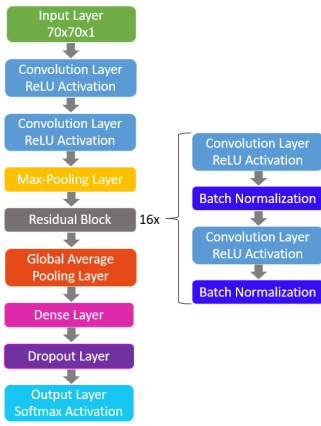 Input Layer
70x70x1
Convolution Layer
ReLU Activation
Convolution Layer
ReLU Activation
Max-Pooling Layer
Residual Block
16x
Global Average
Pooling Layer
Dense Layer
Dropout Layer
Output Layer
Softmax Activation
Convolution Layer
ReLU Activation
Batch Normalization
Convolution Layer
ReLU Activation
Batch Normalization